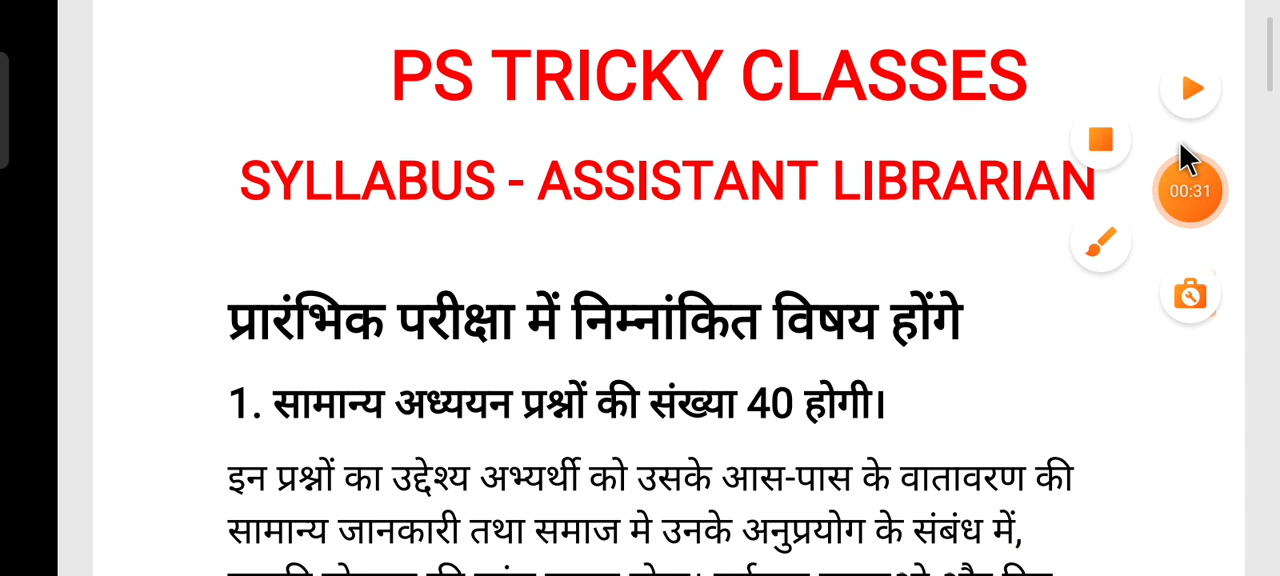 PS TRICKY CLASSES
SYLLABUS - ASSISTANT LIBRARIAN
00:31
प्रारंभिक परीक्षा में निम्नांकित विषय होंगे
1. सामान्य अध्ययन प्रश्नों की संख्या 40 होगी।
इन प्रश्नों का उद्देश्य अभ्यर्थी को उसके आस-पास के वातावरण की
सामान्य जानकारी तथा समाज मे उनके अनुप्रयोग के संबंध में,